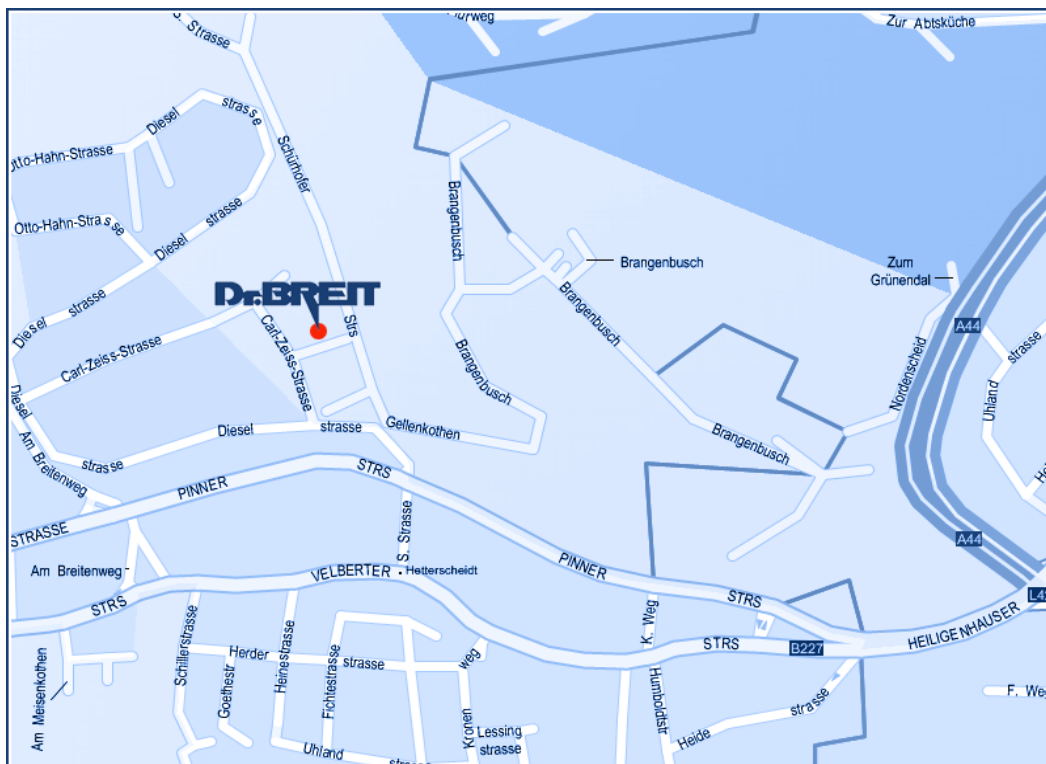 S. Strasse
Zur Abtsküche
Diesel
strasse
Otto-Hahn-Strasse
Schürhofer
Brangenbusch
Otto-Hahn-Strasse
Diesel
strasse
Brangenbusch
Zum
Grünendal
Dr.BREIT
Diesel
strasse
Strs
Brangenbusch
A44
Carl-Zeiss-Strasse
Carl-Zeiss-Strasse
Brangenbusch
Nordenscheid
Uhland
strasse
Diesel
strasse
Diesel
strasse
Gellenkothen
Brangenbusch
Am Breitenweg
PINNER
STRS
STRASSE
S. Strasse
A44
Am Breitenweg
VELBERTER
Hetterscheidt
PINNER
STRS
STRS
K. Weg
STRS
B227
HEILIGENHAUSER
Schillerstrasse
Herder
strasse
Goethestr
Heinestrasse
Fichtestrasse
weg
Kronen
Humboldtstr
Heide
strasse
F. Weg
Am Meisenkothen
Lessing
strasse
Uhland
strasse